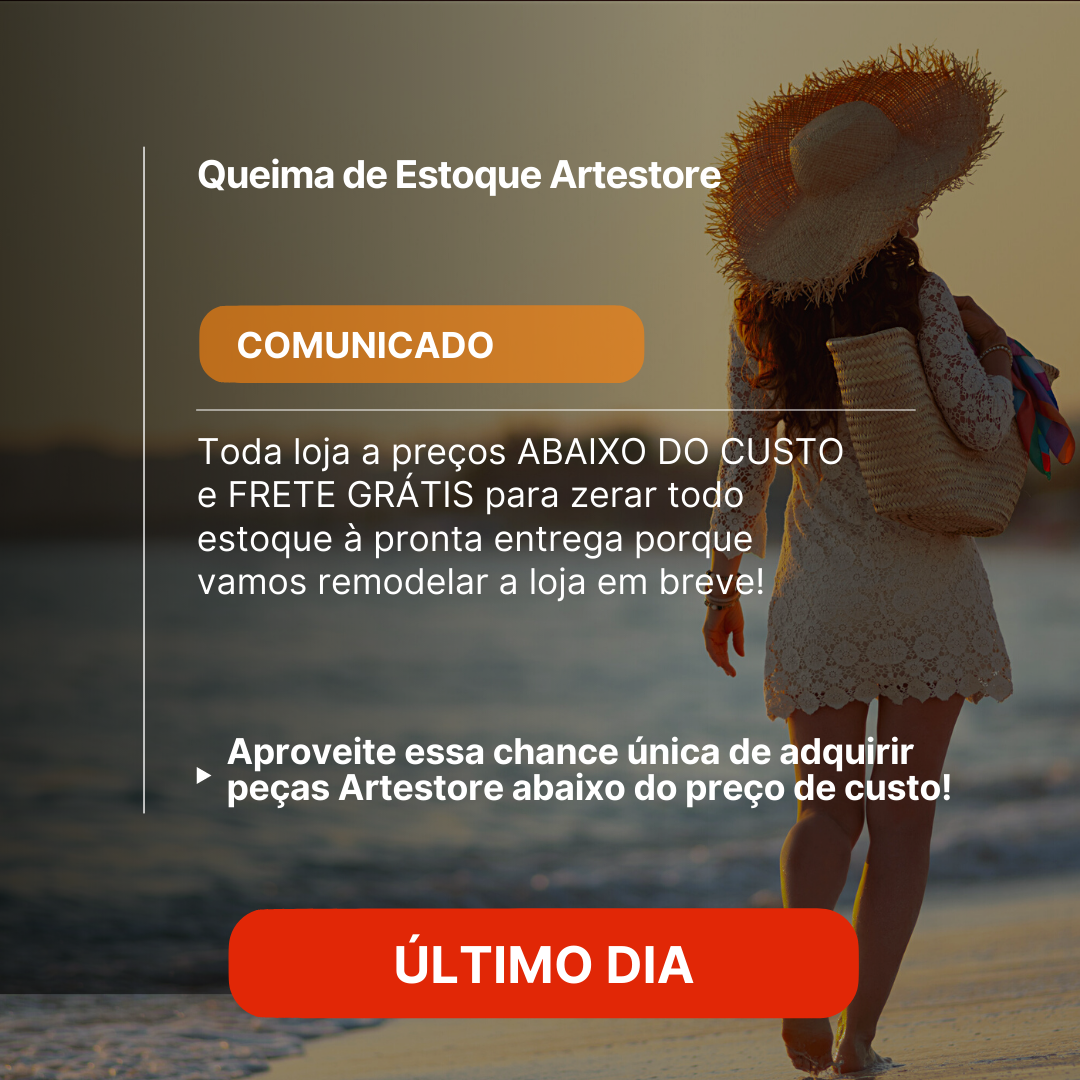 Queima de Estoque Artestore
COMUNICADO
Toda loja a preços ABAIXO DO CUSTO
e FRETE GRÁTIS para zerar todo
estoque à pronta entrega porque
vamos remodelar a loja em breve!
Aproveite essa chance única de adquirir
peças Artestore abaixo do preço de custo!
ÚLTIMO DIA